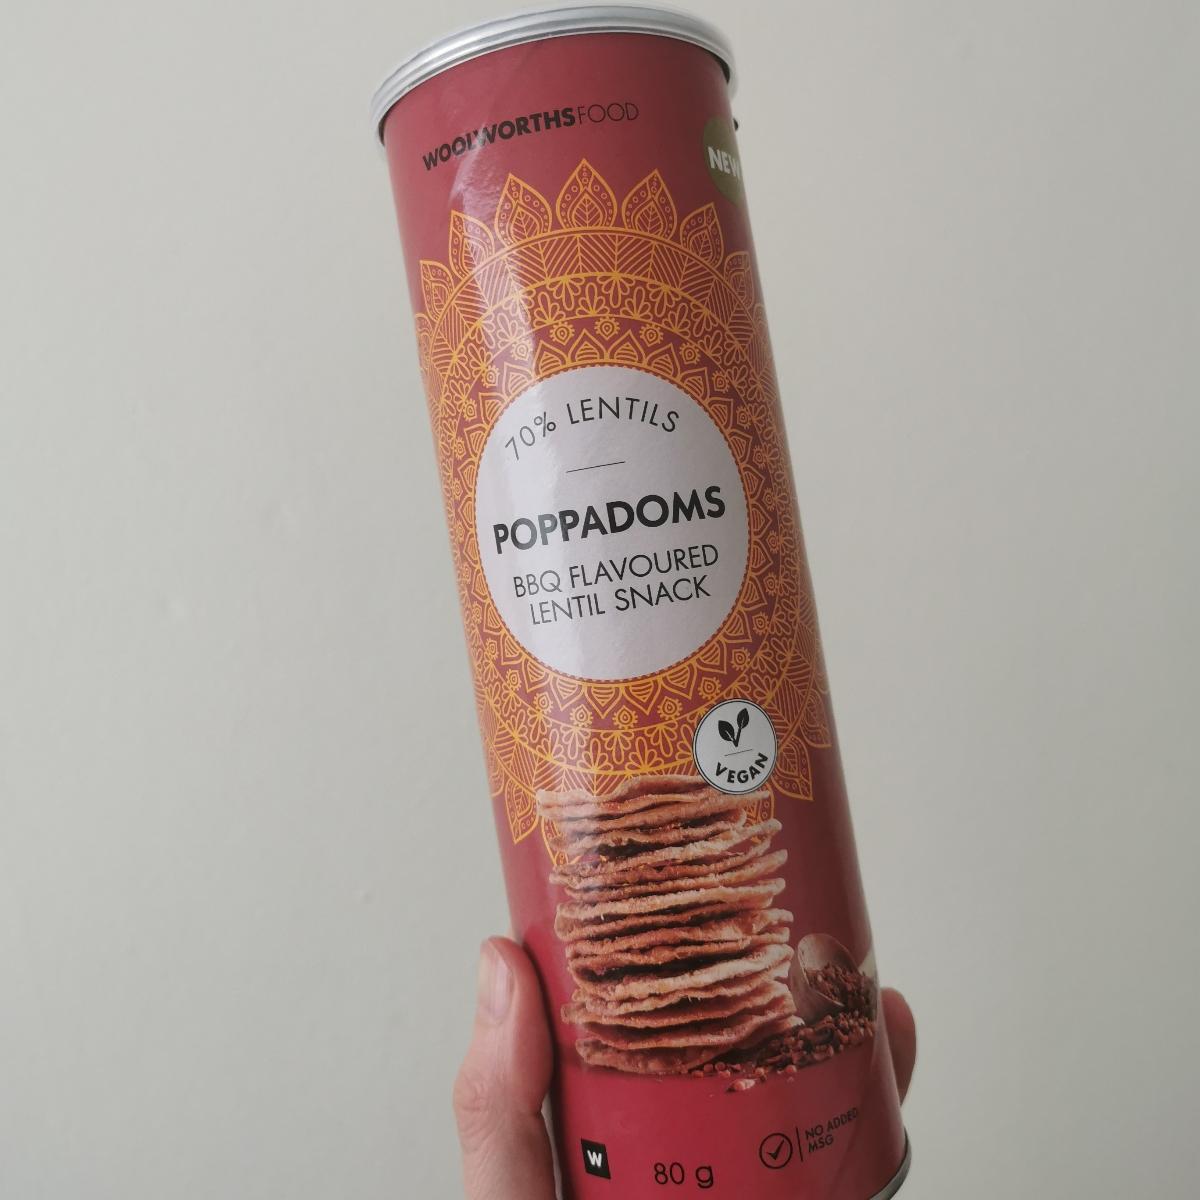 WOOLWORTHSFOOD
NEW
70% LENTILS
POPPADOMS
BBQ FLAVOURED
LENTIL SNACK
VEGAN
W
80 g
NO ADDED
MSG